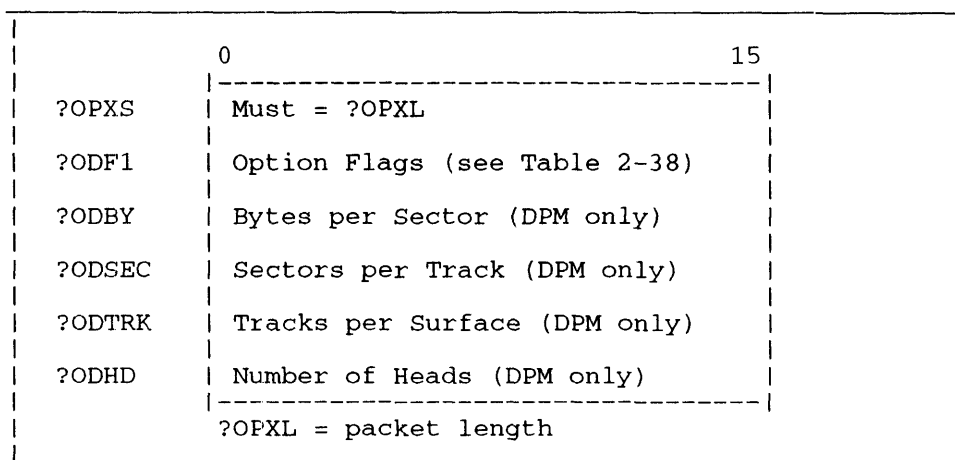 0 15
?OPXS Must = ?OPXL
?ODF1 Option Flags (see Table 2-38)
?ODBY Bytes per Sector (DPM only)
?ODSEC Sectors per Track (DPM only)
?ODTRK Tracks per Surface (DPM only)
?ODHD Number of Heads (DPM only)
?OPXL = packet length